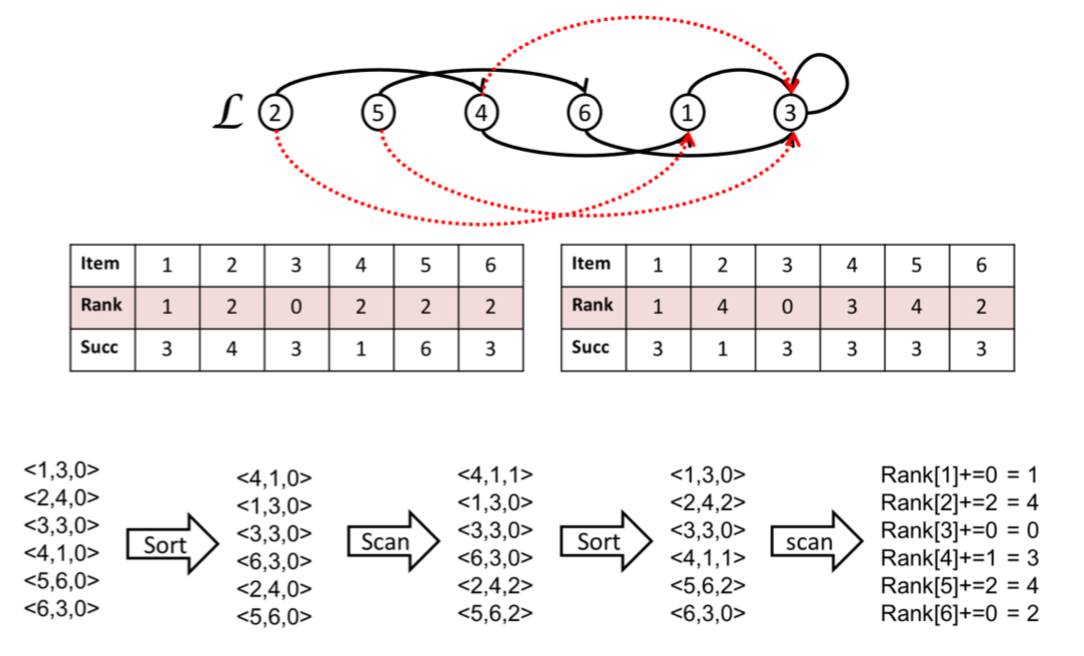 ℒ 2 5 4 6 1 3
Item 1 2 3 4 5 6
Rank 1 2 0 2 2 2
Succ 3 4 3 1 6 3
Item 1 2 3 4 5 6
Rank 1 4 0 3 4 2
Succ 3 1 3 3 3 3
<1,3,0>
<2,4,0>
<3,3,0>
<4,1,0>
<5,6,0>
<6,3,0>
Sort
<4,1,0>
<1,3,0>
<3,3,0>
<6,3,0>
<2,4,0>
<5,6,0>
Scan
<4,1,1>
<1,3,0>
<3,3,0>
<6,3,0>
<2,4,2>
<5,6,2>
Sort
<1,3,0>
<2,4,2>
<3,3,0>
<4,1,1>
<5,6,2>
<6,3,0>
scan
Rank[1]+=0 = 1
Rank[2]+=2 = 4
Rank[3]+=0 = 0
Rank[4]+=1 = 3
Rank[5]+=2 = 4
Rank[6]+=0 = 2